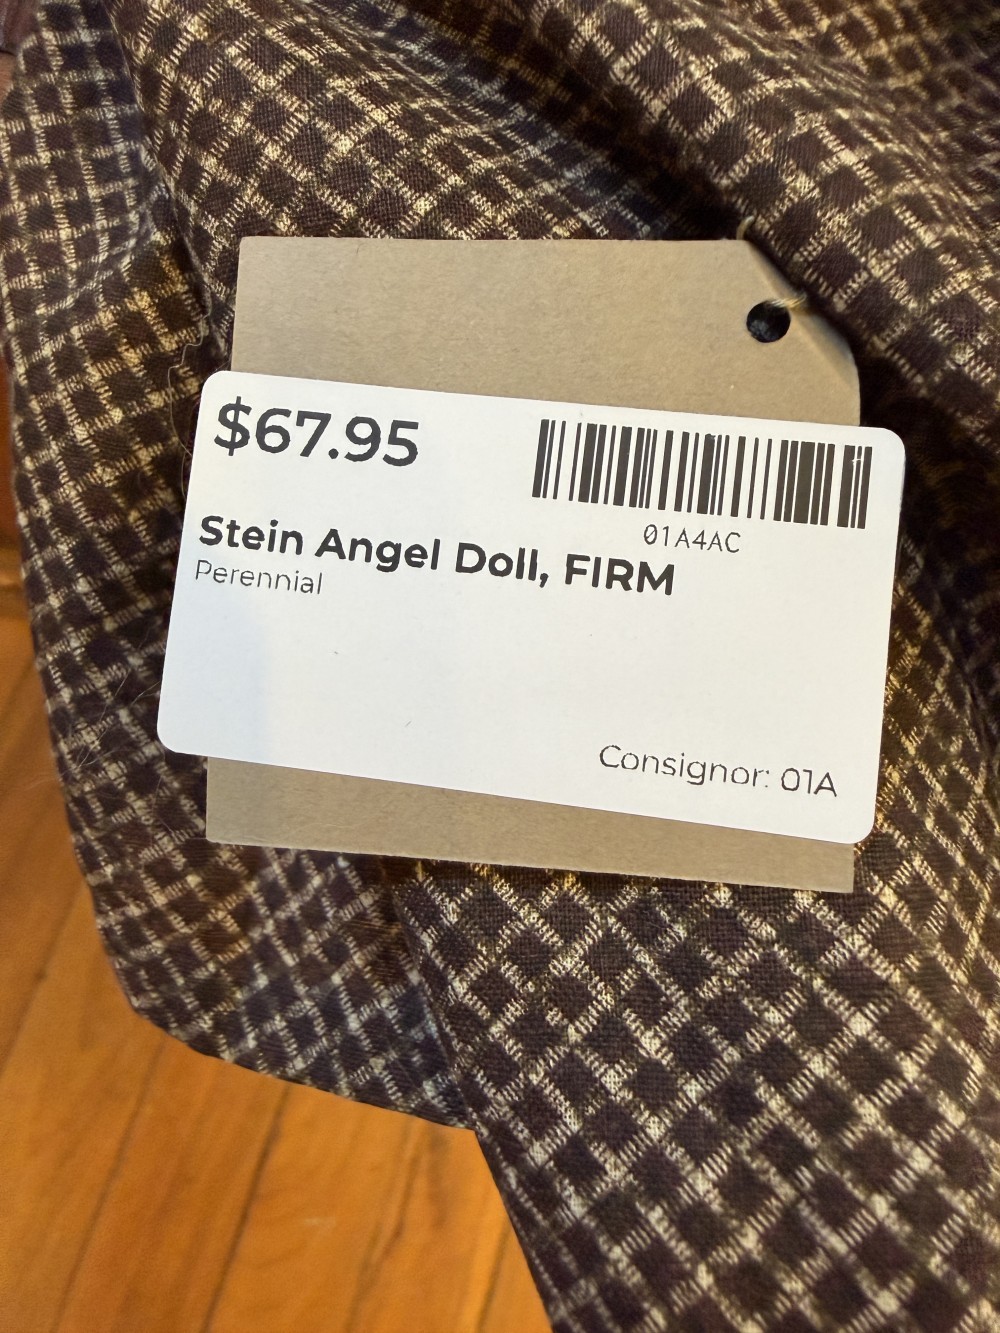 $67.95
01A4AC
Stein Angel Doll, FIRM
Perennial
Consignor: 01A